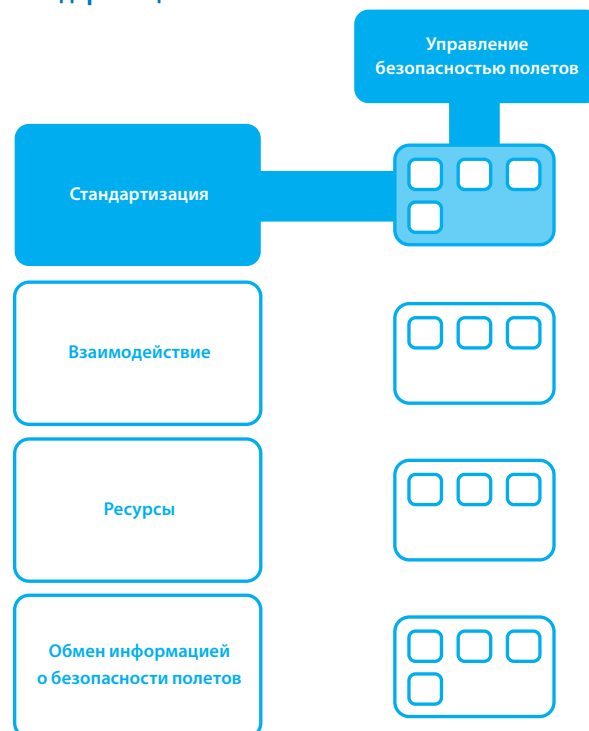 Управление
безопасностью полетов
Стандартизация
Взаимодействие
Ресурсы
Обмен информацией
о безопасности полетов